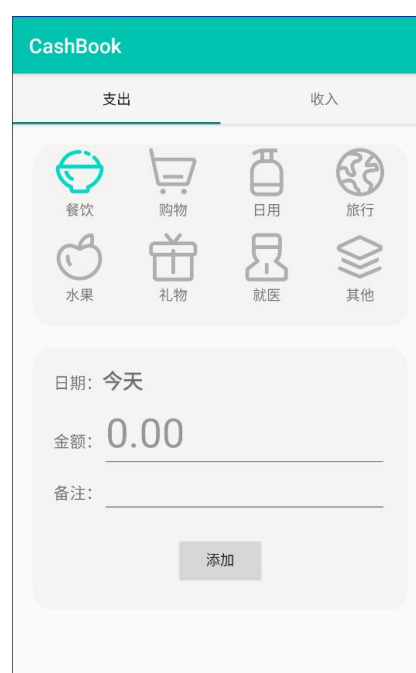 CashBook
支出 收入
餐饮 购物 日用 旅行
水果 礼物 就医 其他
日期：今天
金额：0.00
备注：
添加